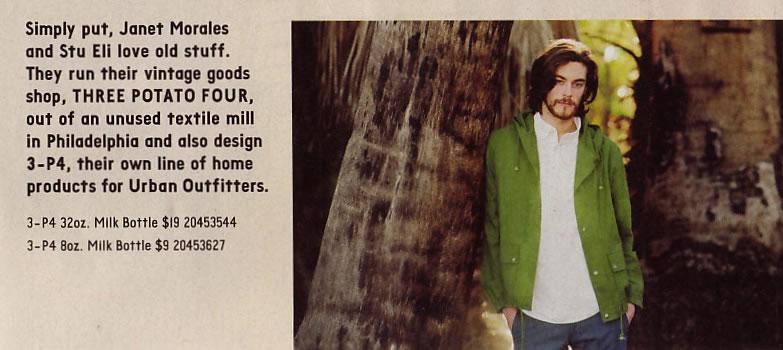 Simply put, Janet Morales
and Stu Eli love old stuff.
They run their vintage goods
shop, THREE POTATO FOUR,
out of an unused textile mill
in Philadelphia and also design
3-P4, their own line of home
products for Urban Outfitters.
3-P4 32oz. Milk Bottle $19 20453544
3-P4 8oz. Milk Bottle $9 20453627